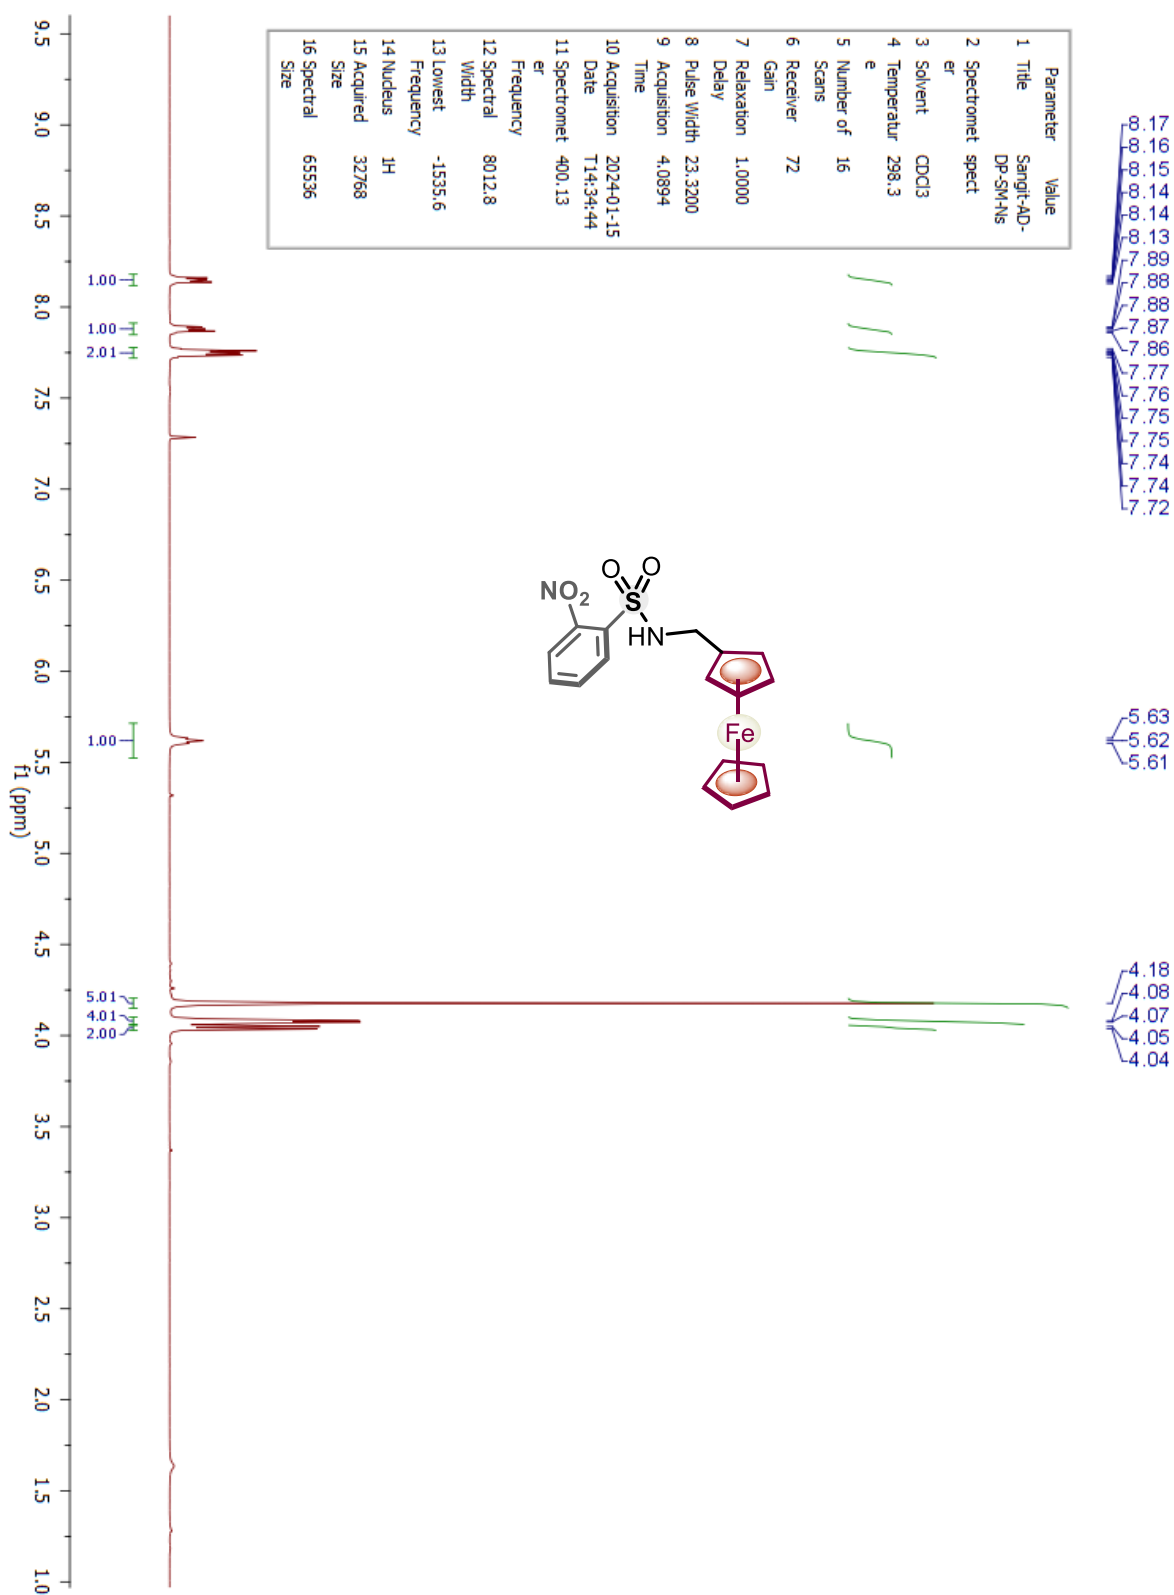 Parameter Value
1 Title Sangit-AD-
DP-SM-Ns
2 Spectromet spect
er
3 Solvent CDCl3
4 Temperatur 298.3
e
5 Number of 16
Scans
6 Receiver 72
Gain
7 Relaxation 1.0000
Delay
8 Pulse Width 23.3200
9 Acquisition 4.0894
Time
10 Acquisition 2024-01-15
Date T14:34:44
11 Spectromet 400.13
er
Frequency
12 Spectral 8012.8
Width
13 Lowest -1535.6
Frequency
14 Nucleus 1H
15 Acquired 32768
Size
16 Spectral 65536
Size
8.17
8.16
8.15
8.14
8.14
8.13
7.89
7.88
7.88
7.87
7.86
7.77
7.76
7.75
7.75
7.74
7.74
7.72
5.63
5.62
5.61
4.18
4.08
4.07
4.05
4.04
O O
NO2
S
HN
Fe
1.00
1.00
2.01
1.00
5.01
4.01
2.00
9.5 9.0 8.5 8.0 7.5 7.0 6.5 6.0 5.5 5.0 4.5 4.0 3.5 3.0 2.5 2.0 1.5 1.0
f1 (ppm)